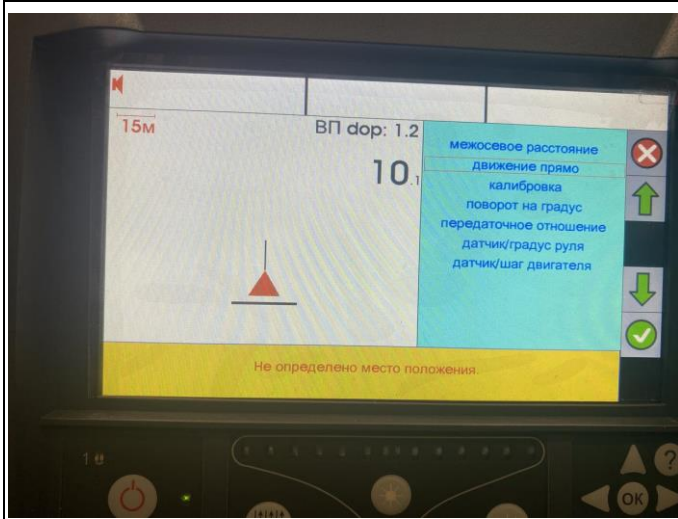 15м
ВП dop: 1.2
10.1
межосевое расстояние
движение прямо
калибровка
поворот на градус
передаточное отношение
датчик/градус руля
датчик/шаг двигателя
Не определено место положения.
1
?
OK